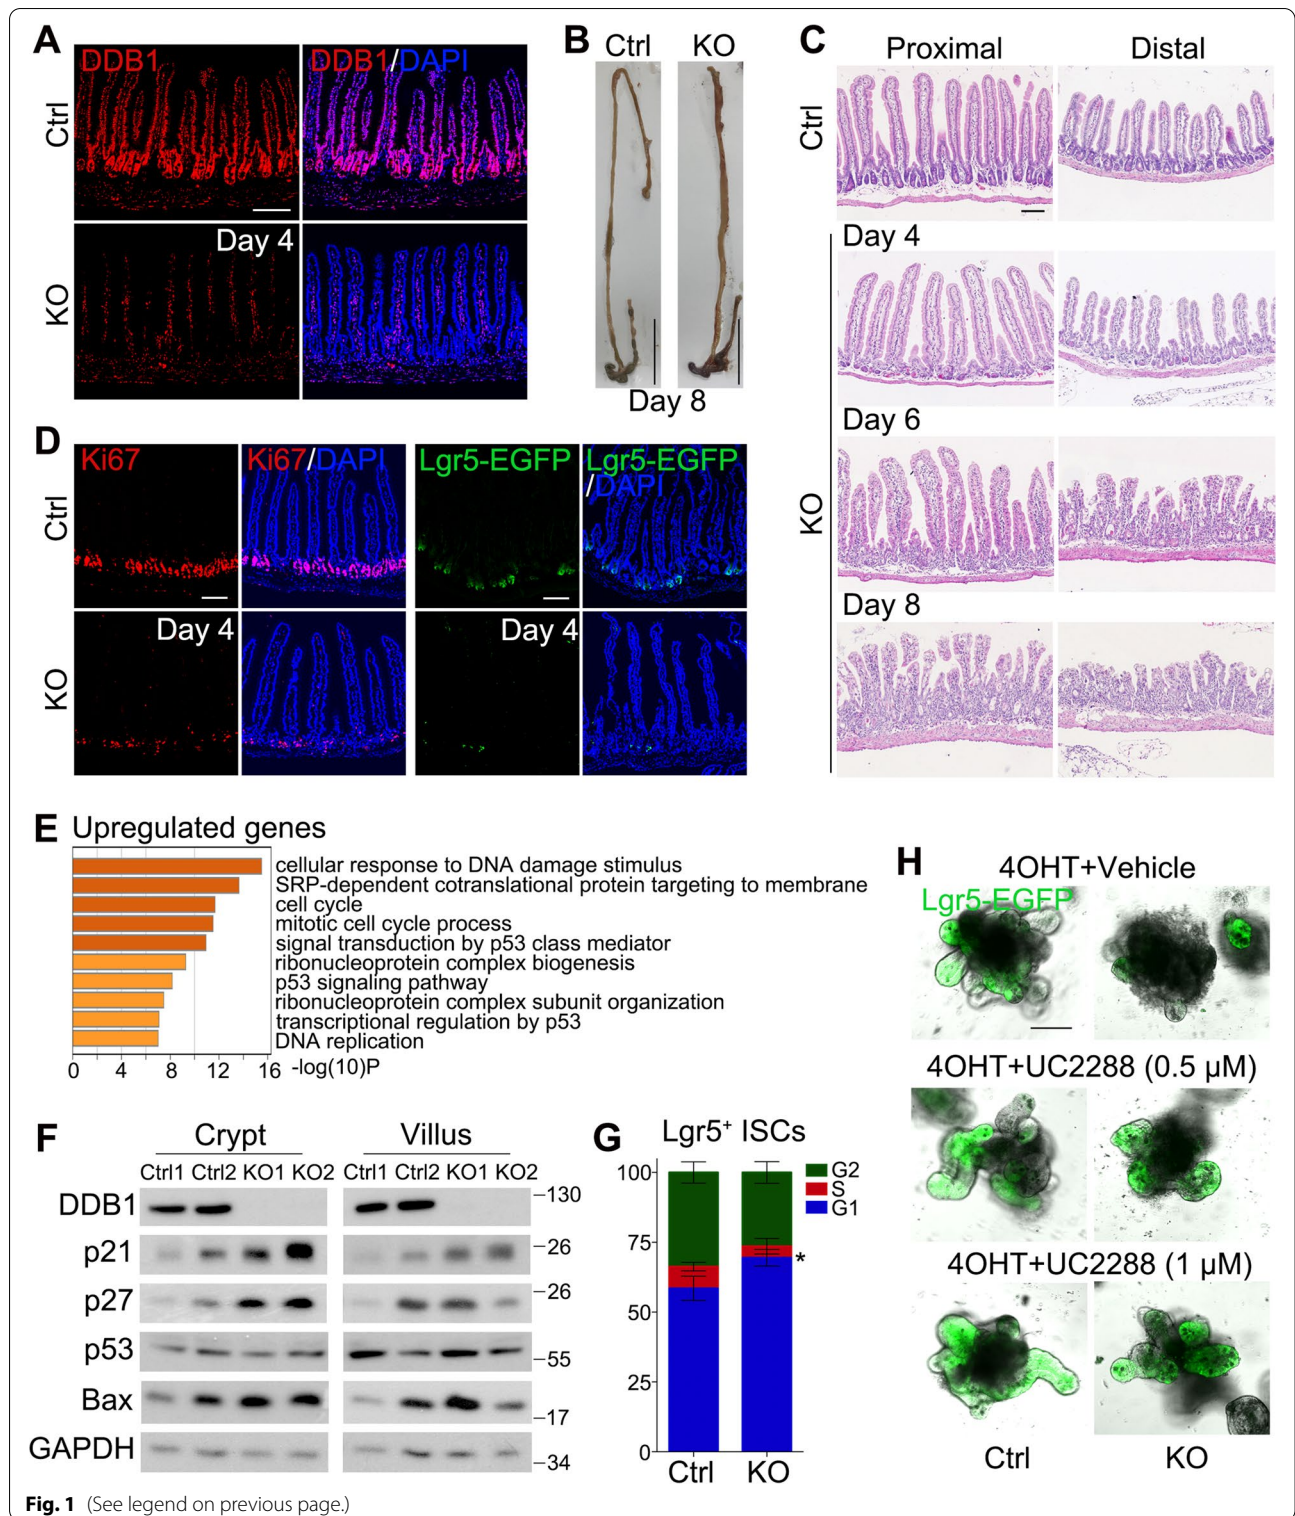 A
DDB1
DDB1/DAPI
Ctrl
KO
Day 4
B
Ctrl KO
Day 8
C
Proximal Distal
Ctrl
KO
Day 4
Day 6
Day 8
D
Ki67
Ki67/DAPI
Lgr5-EGFP
Lgr5-EGFP
/DAPI
Ctrl
KO
Day 4
Day 4
E Upregulated genes
cellular response to DNA damage stimulus
SRP-dependent cotranslational protein targeting to membrane
cell cycle
mitotic cell cycle process
signal transduction by p53 class mediator
ribonucleoprotein complex biogenesis
p53 signaling pathway
ribonucleoprotein complex subunit organization
transcriptional regulation by p53
DNA replication
0 4 8 12 16 -log(10)P
F
Crypt Villus
Ctrl1 Ctrl2 KO1 KO2 Ctrl1 Ctrl2 KO1 KO2
DDB1 –130
p21 –26
p27 –26
p53 –55
Bax –17
GAPDH –34
G
Lgr5+ ISCs
100
75
50
25
0
G2
S
G1
*
Ctrl KO
H
4OHT+Vehicle
Lgr5-EGFP
4OHT+UC2288 (0.5 µM)
4OHT+UC2288 (1 µM)
Ctrl KO
Fig. 1 (See legend on previous page.)